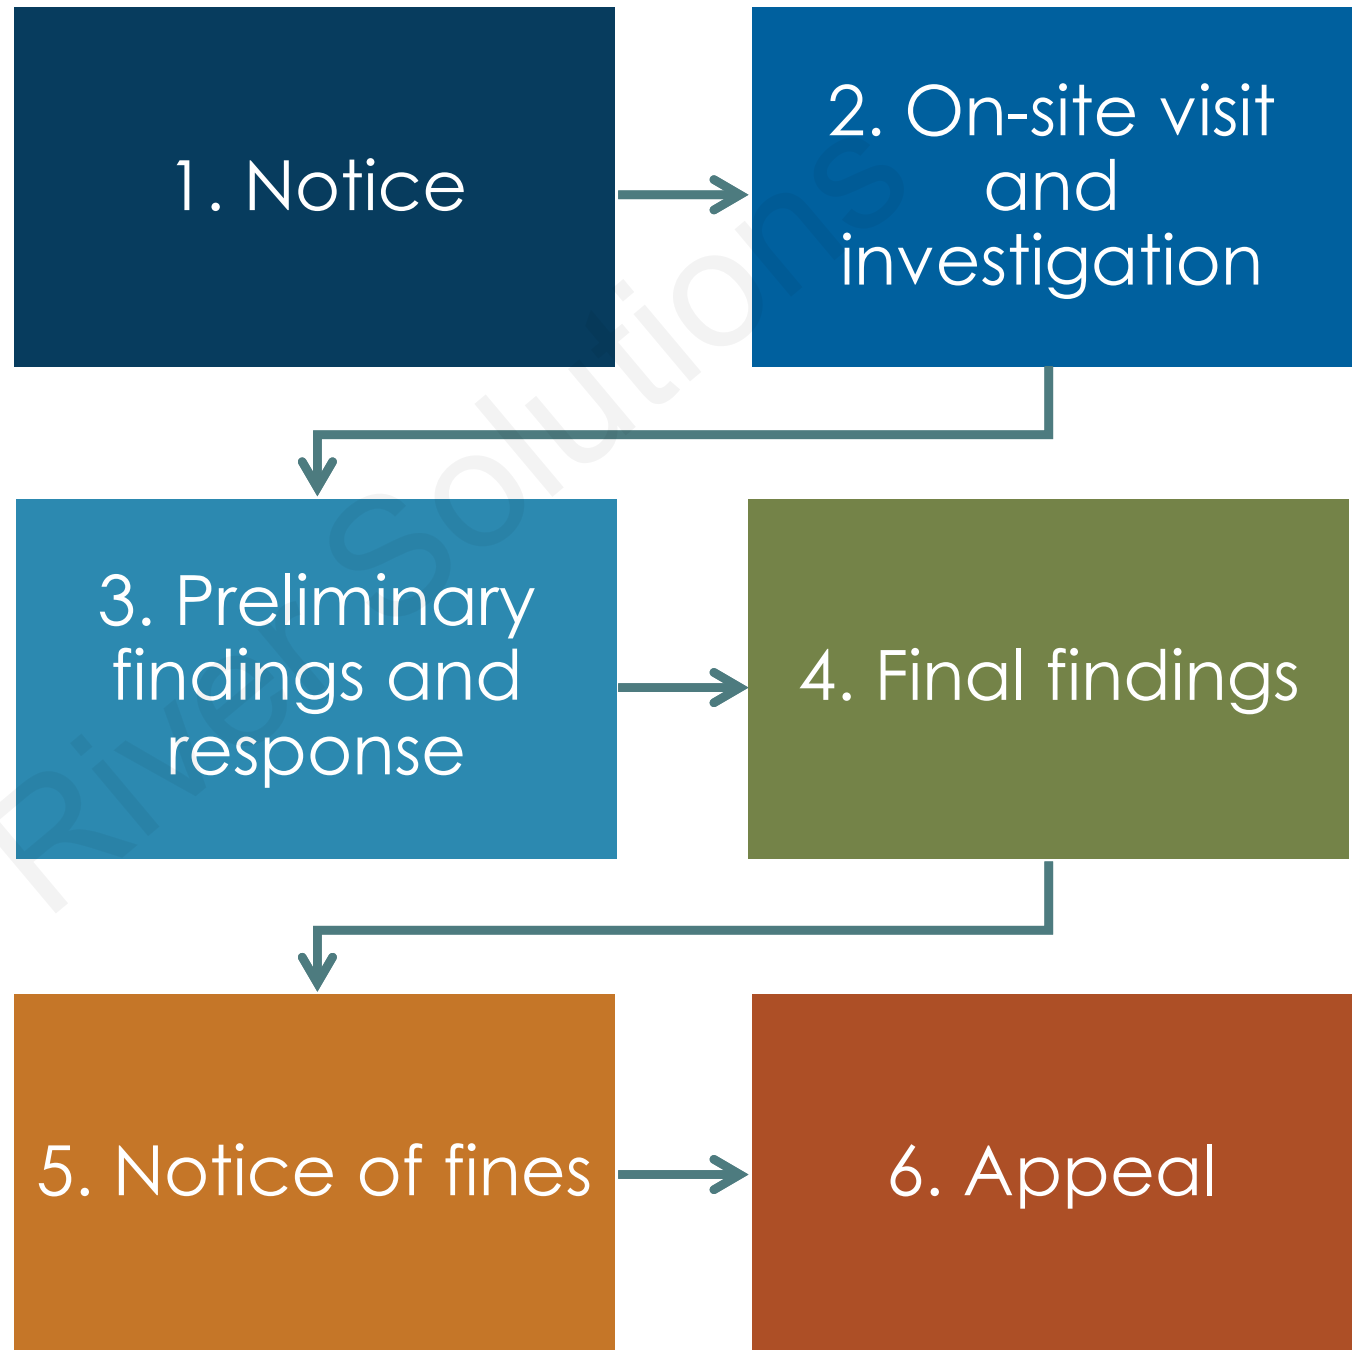 1. Notice
2. On-site visit
and
investigation
3. Preliminary
findings and
response
4. Final findings
5. Notice of fines
6. Appeal
River Solutions